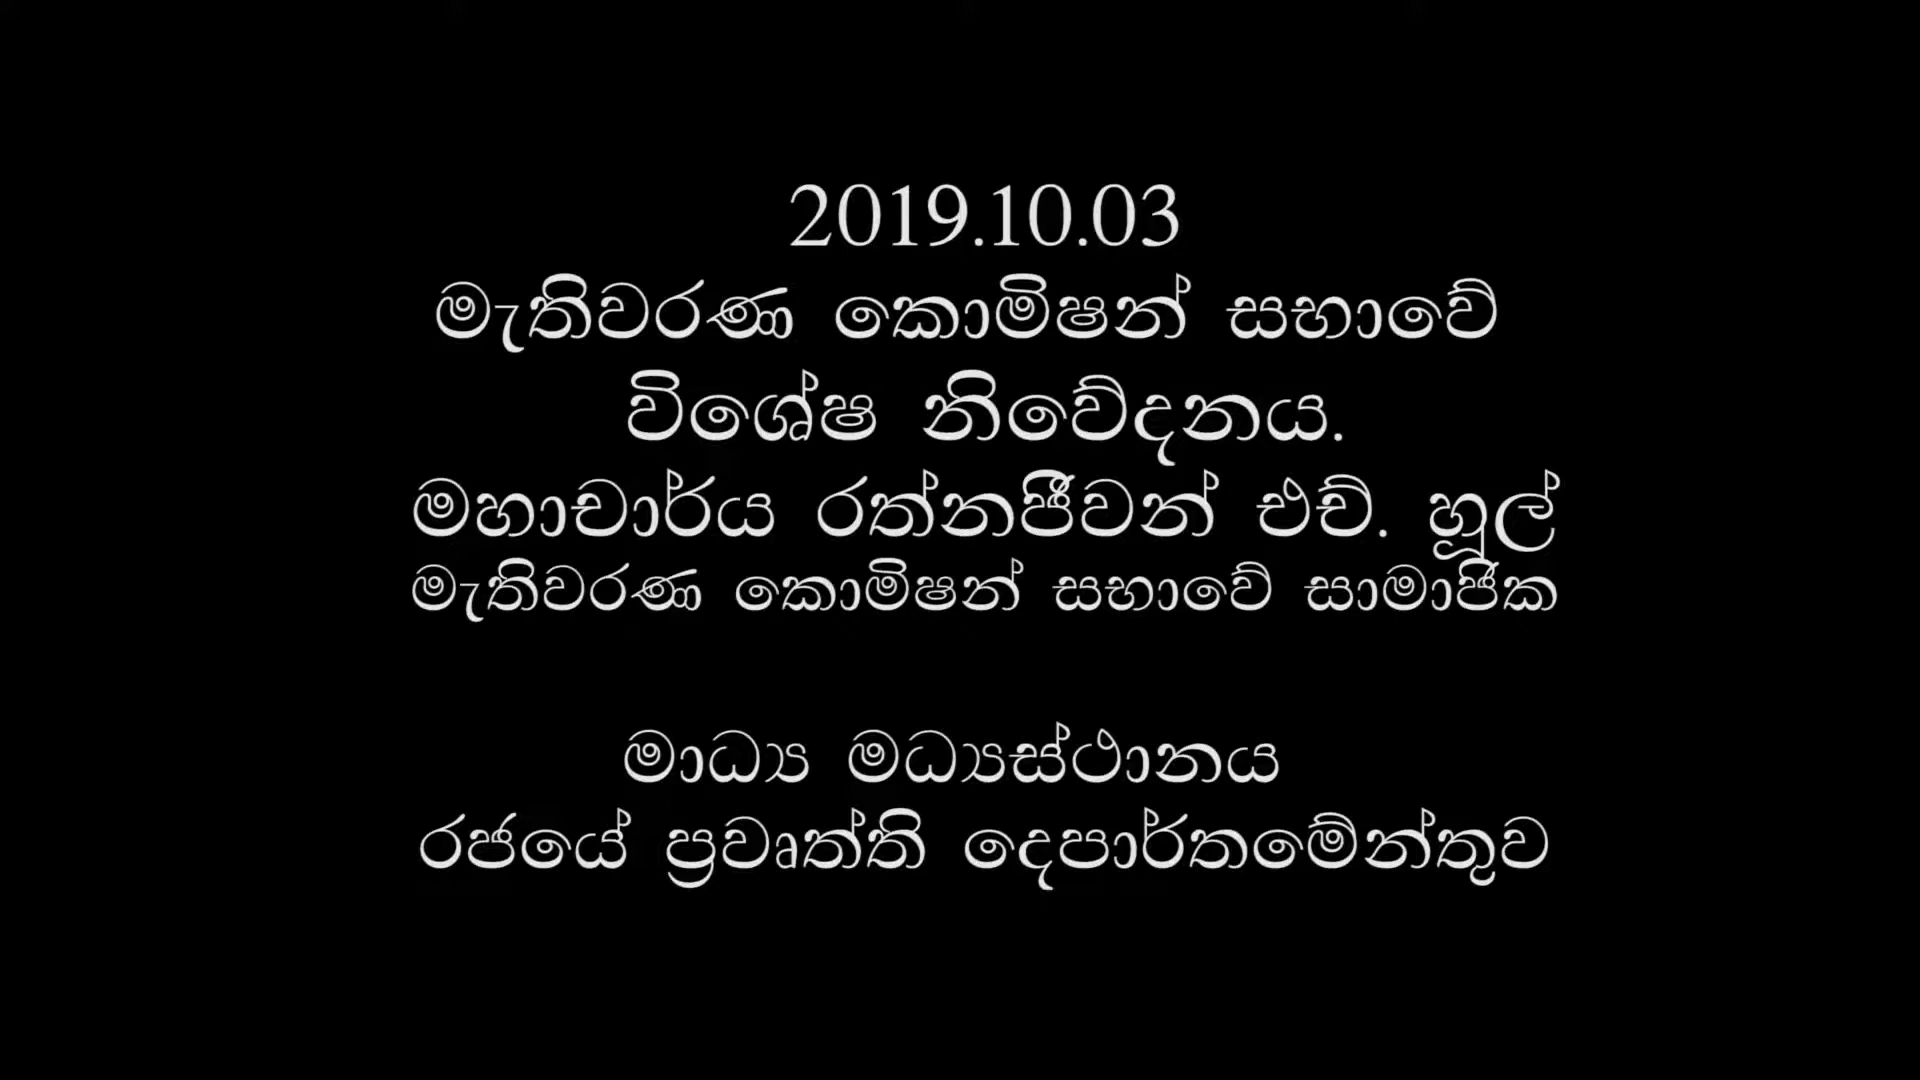 2019.10.03
මැතිවරණ කොමිෂන් සභාවේ
විශේෂ නිවේදනය.
මහාචාර්ය රත්නජීවන් එච්. හූල්
මැතිවරණ කොමිෂන් සභාවේ සාමාජික
මාධ්‍ය මධ්‍යස්ථානය
රජයේ ප්‍රවෘත්ති දෙපාර්තමේන්තුව